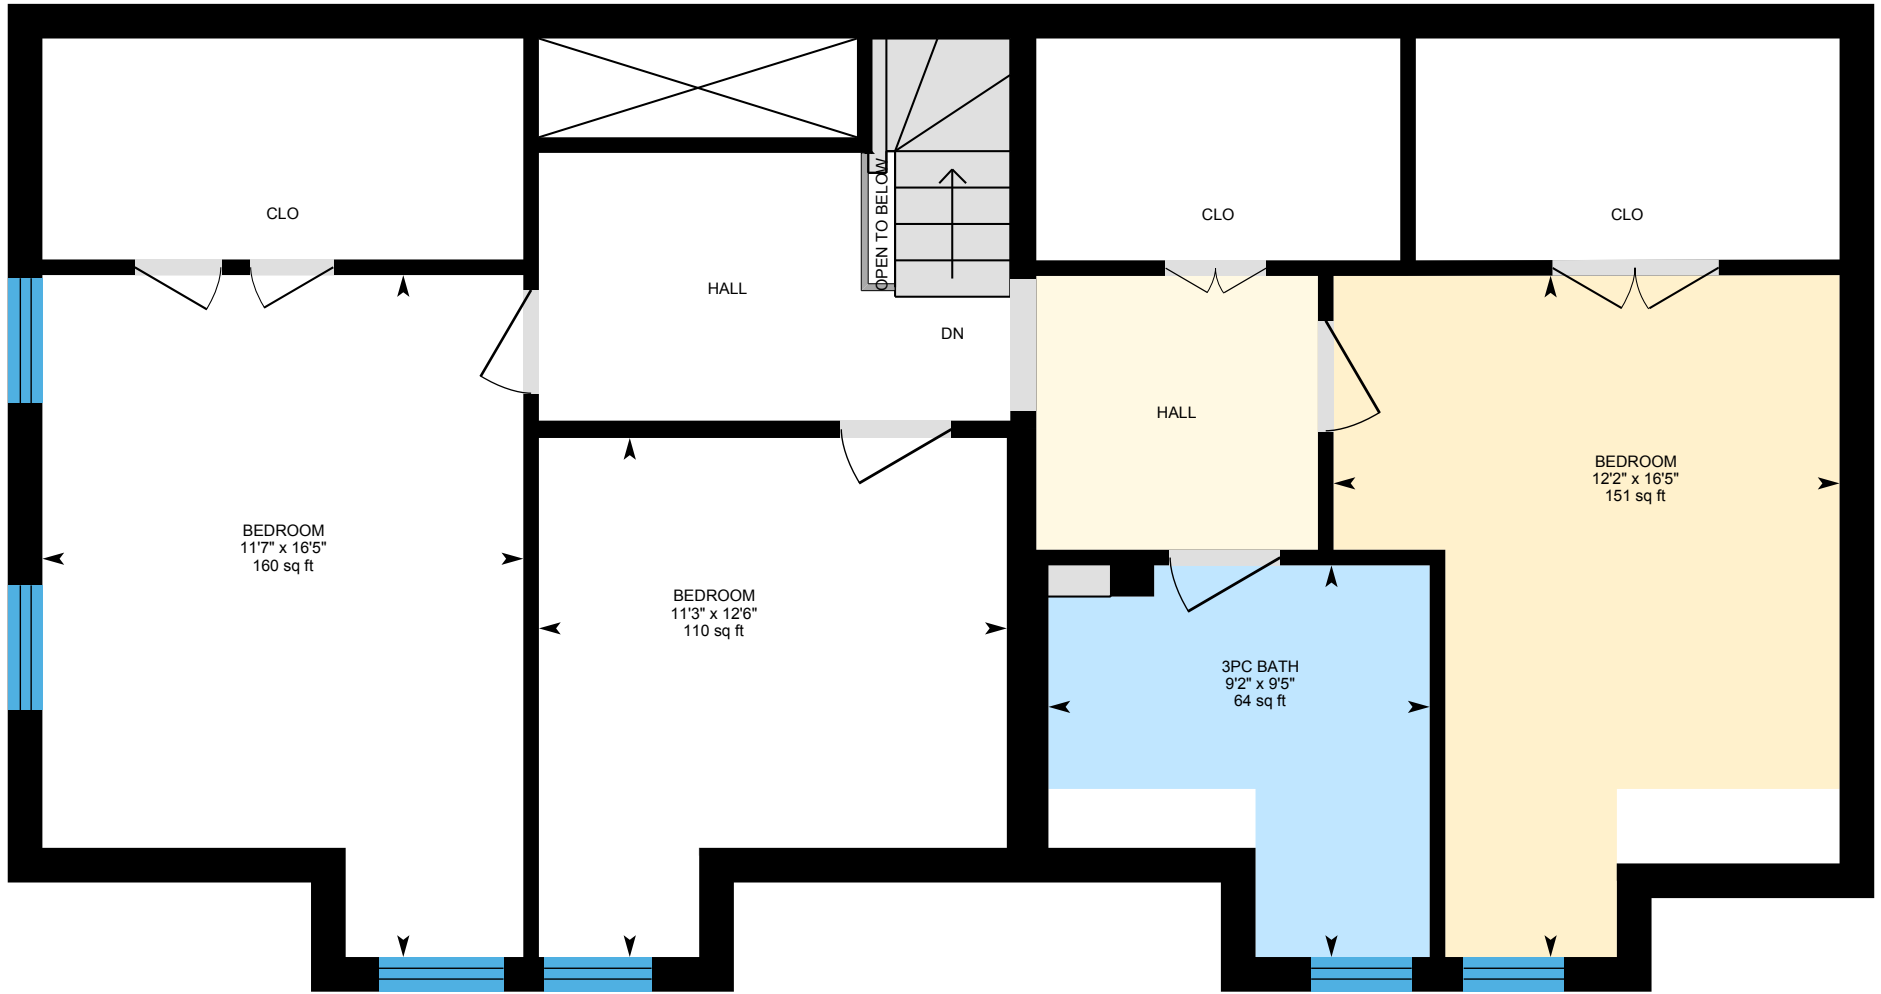 CLO
CLO
CLO
OPEN TO BELOW
HALL
DN
HALL
BEDROOM
12'2" x 16'5"
151 sq ft
BEDROOM
11'7" x 16'5"
160 sq ft
BEDROOM
11'3" x 12'6"
110 sq ft
3PC BATH
9'2" x 9'5"
64 sq ft